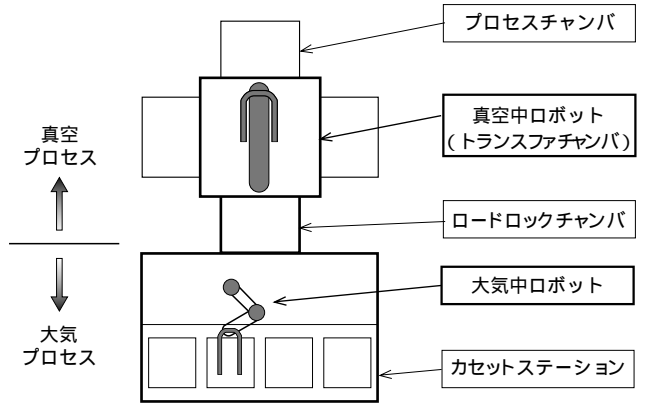 プロセスチャンバ
真空中ロボット
(トランスファチャンバ)
真空
プロセス
ロードロックチャンバ
大気中ロボット
大気
プロセス
カセットステーション